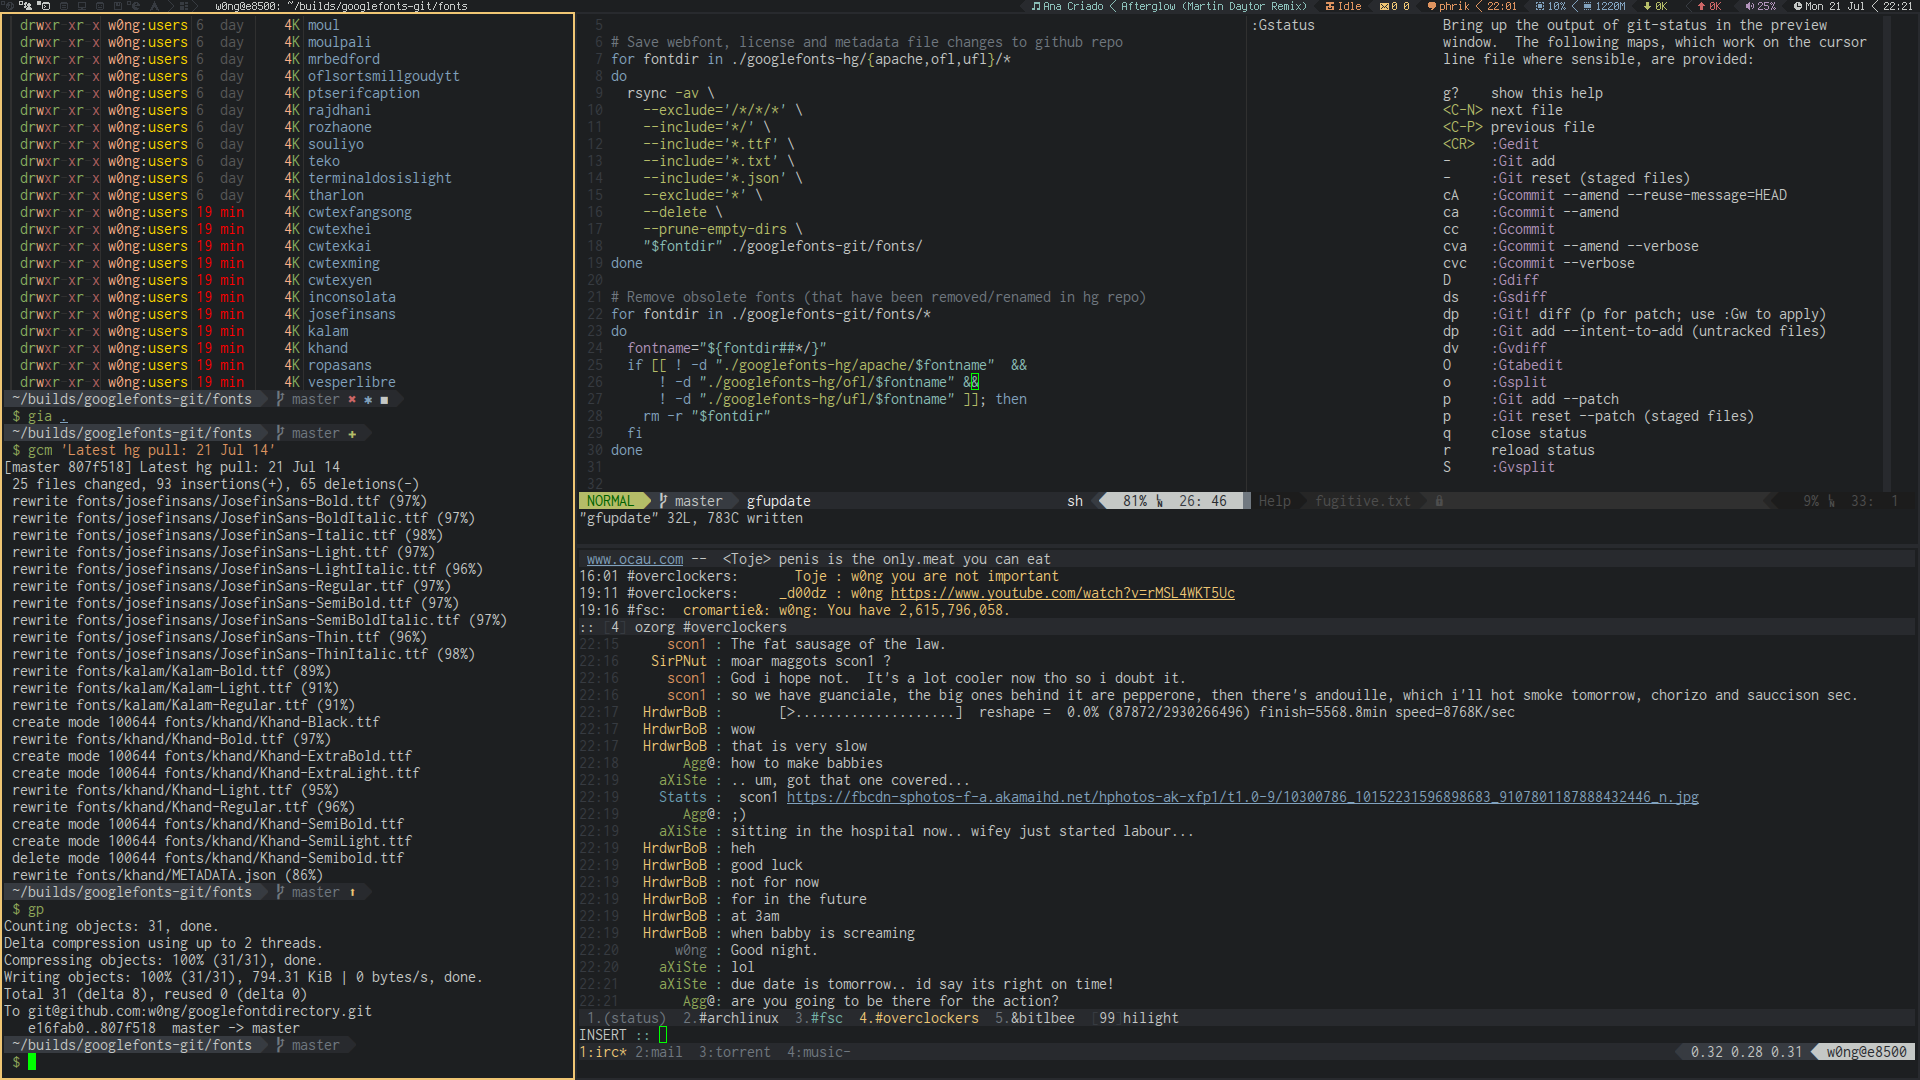 w0ng@e8500: ~/builds/googlefonts-git/fonts
Ana Criado < Afterglow (Martin Daytor Remix) Idle 0 0 phrik 22:01 10% 1220M 0K 0K 25% Mon 21 Jul 22:21
drwxr xr x w0ng:users 6 day 4K moul
drwxr xr x w0ng:users 6 day 4K moulpali
drwxr xr x w0ng:users 6 day 4K mrbedford
drwxr xr x w0ng:users 6 day 4K oflsortsmillgoudytt
drwxr xr x w0ng:users 6 day 4K ptserifcaption
drwxr xr x w0ng:users 6 day 4K rajdhani
drwxr xr x w0ng:users 6 day 4K rozhaone
drwxr xr x w0ng:users 6 day 4K souliyo
drwxr xr x w0ng:users 6 day 4K teko
drwxr xr x w0ng:users 6 day 4K terminaldosislight
drwxr xr x w0ng:users 6 day 4K tharlon
drwxr xr x w0ng:users 19 min 4K cwtexfangsong
drwxr xr x w0ng:users 19 min 4K cwtexhei
drwxr xr x w0ng:users 19 min 4K cwtexkai
drwxr xr x w0ng:users 19 min 4K cwtexming
drwxr xr x w0ng:users 19 min 4K cwtexyen
drwxr xr x w0ng:users 19 min 4K inconsolata
drwxr xr x w0ng:users 19 min 4K josefinsans
drwxr xr x w0ng:users 19 min 4K kalam
drwxr xr x w0ng:users 19 min 4K khand
drwxr xr x w0ng:users 19 min 4K ropasans
drwxr xr x w0ng:users 19 min 4K vesperlibre
~/builds/googlefonts-git/fonts master ✖ ✱ ■
$ gia .
~/builds/googlefonts-git/fonts master +
$ gcm 'Latest hg pull: 21 Jul 14'
[master 807f518] Latest hg pull: 21 Jul 14
25 files changed, 93 insertions(+), 65 deletions(-)
rewrite fonts/josefinsans/JosefinSans-Bold.ttf (97%)
rewrite fonts/josefinsans/JosefinSans-BoldItalic.ttf (97%)
rewrite fonts/josefinsans/JosefinSans-Italic.ttf (98%)
rewrite fonts/josefinsans/JosefinSans-Light.ttf (97%)
rewrite fonts/josefinsans/JosefinSans-LightItalic.ttf (96%)
rewrite fonts/josefinsans/JosefinSans-Regular.ttf (97%)
rewrite fonts/josefinsans/JosefinSans-SemiBold.ttf (97%)
rewrite fonts/josefinsans/JosefinSans-SemiBoldItalic.ttf (97%)
rewrite fonts/josefinsans/JosefinSans-Thin.ttf (96%)
rewrite fonts/josefinsans/JosefinSans-ThinItalic.ttf (98%)
rewrite fonts/kalam/Kalam-Bold.ttf (89%)
rewrite fonts/kalam/Kalam-Light.ttf (91%)
rewrite fonts/kalam/Kalam-Regular.ttf (91%)
create mode 100644 fonts/khand/Khand-Black.ttf
rewrite fonts/khand/Khand-Bold.ttf (97%)
create mode 100644 fonts/khand/Khand-ExtraBold.ttf
create mode 100644 fonts/khand/Khand-ExtraLight.ttf
rewrite fonts/khand/Khand-Light.ttf (95%)
rewrite fonts/khand/Khand-Regular.ttf (96%)
create mode 100644 fonts/khand/Khand-SemiBold.ttf
create mode 100644 fonts/khand/Khand-SemiLight.ttf
delete mode 100644 fonts/khand/Khand-Semibold.ttf
rewrite fonts/khand/METADATA.json (86%)
~/builds/googlefonts-git/fonts master ⬆
$ gp
Counting objects: 31, done.
Delta compression using up to 2 threads.
Compressing objects: 100% (31/31), done.
Writing objects: 100% (31/31), 794.31 KiB | 0 bytes/s, done.
Total 31 (delta 8), reused 0 (delta 0)
To git@github.com:w0ng/googlefontdirectory.git
e16fab0..807f518 master -> master
~/builds/googlefonts-git/fonts master
$
5
6 # Save webfont, license and metadata file changes to github repo
7 for fontdir in ./googlefonts-hg/{apache,ofl,ufl}/*
8 do
9 rsync -av \
10 --exclude='/*/*/*' \
11 --include='*/' \
12 --include='*.ttf' \
13 --include='*.txt' \
14 --include='*.json' \
15 --exclude='*' \
16 --delete \
17 --prune-empty-dirs \
18 "$fontdir" ./googlefonts-git/fonts/
19 done
20
21 # Remove obsolete fonts (that have been removed/renamed in hg repo)
22 for fontdir in ./googlefonts-git/fonts/*
23 do
24 fontname="${fontdir##*/}"
25 if [[ ! -d "./googlefonts-hg/apache/$fontname" &&
26 ! -d "./googlefonts-hg/ofl/$fontname" &&
27 ! -d "./googlefonts-hg/ufl/$fontname" ]]; then
28 rm -r "$fontdir"
29 fi
30 done
31
32
NORMAL master gfupdate sh 81% 26: 46
"gfupdate" 32L, 783C written
:Gstatus Bring up the output of git-status in the preview
window. The following maps, which work on the cursor
line file where sensible, are provided:
g? show this help
<C-N> next file
<C-P> previous file
<CR> :Gedit
- :Git add
- :Git reset (staged files)
cA :Gcommit --amend --reuse-message=HEAD
ca :Gcommit --amend
cc :Gcommit
cva :Gcommit --amend --verbose
cvc :Gcommit --verbose
D :Gdiff
ds :Gsdiff
dp :Git! diff (p for patch; use :Gw to apply)
dp :Git add --intent-to-add (untracked files)
dv :Gvdiff
O :Gtabedit
o :Gsplit
p :Git add --patch
p :Git reset --patch (staged files)
q close status
r reload status
S :Gvsplit
Help fugitive.txt 9% 33: 1
www.ocau.com -- <Toje> penis is the only.meat you can eat
16:01 #overclockers: Toje : w0ng you are not important
19:11 #overclockers: _d00dz : w0ng https://www.youtube.com/watch?v=rMSL4WKT5Uc
19:16 #fsc: cromartie&: w0ng: You have 2,615,796,058.
:: [4] ozorg #overclockers
22:15 scon1 : The fat sausage of the law.
22:16 SirPNut : moar maggots scon1 ?
22:16 scon1 : God i hope not. It's a lot cooler now tho so i doubt it.
22:16 scon1 : so we have guanciale, the big ones behind it are pepperone, then there's andouille, which i'll hot smoke tomorrow, chorizo and sauccison sec.
22:17 HrdwrBoB : [>....................] reshape = 0.0% (87872/2930266496) finish=5568.8min speed=8768K/sec
22:17 HrdwrBoB : wow
22:17 HrdwrBoB : that is very slow
22:18 Agg@: how to make babbies
22:19 aXiSte : .. um, got that one covered...
22:19 Statts : scon1 https://fbcdn-sphotos-f-a.akamaihd.net/hphotos-ak-xfp1/t1.0-9/10300786_10152231596898683_9107801187888432446_n.jpg
22:19 Agg@: ;)
22:19 aXiSte : sitting in the hospital now.. wifey just started labour...
22:19 HrdwrBoB : heh
22:19 HrdwrBoB : good luck
22:19 HrdwrBoB : not for now
22:19 HrdwrBoB : for in the future
22:19 HrdwrBoB : at 3am
22:19 HrdwrBoB : when babby is screaming
22:20 w0ng : Good night.
22:20 aXiSte : lol
22:21 aXiSte : due date is tomorrow.. id say its right on time!
22:21 Agg@: are you going to be there for the action?
1.(status) 2.#archlinux 3.#fsc 4.#overclockers 5.&bitlbee [99 hilight
INSERT ::
1:irc* 2:mail 3:torrent 4:music-
0.32 0.28 0.31 w0ng@e8500